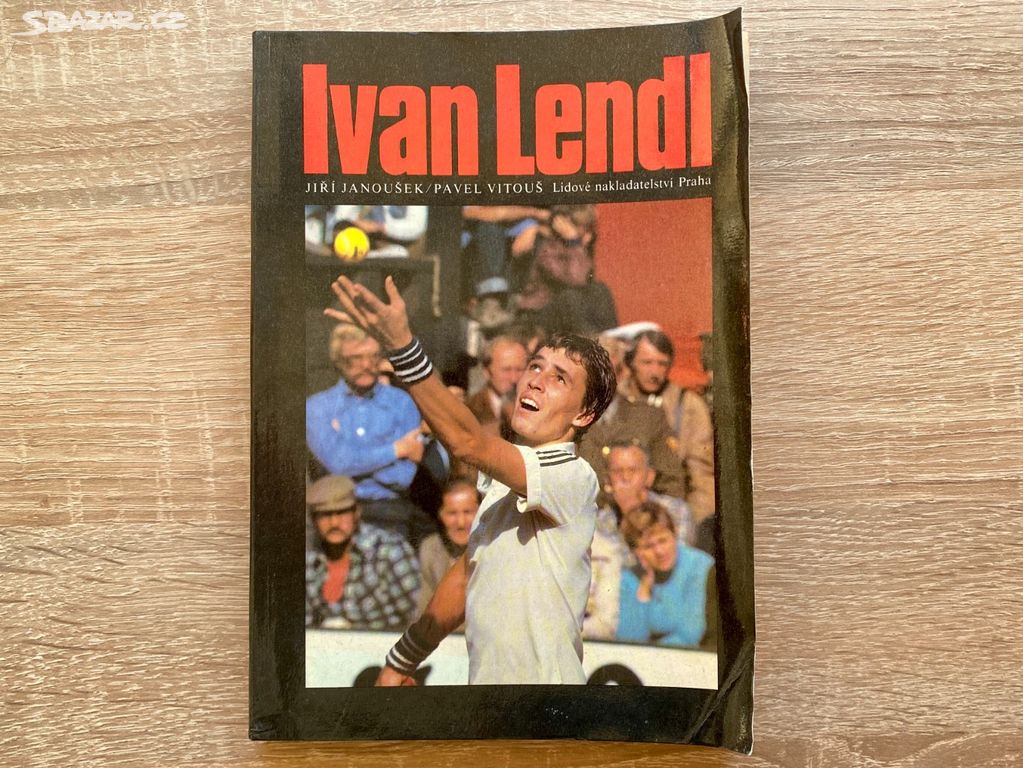 SBAZAR.CZ
Ivan Lendl
JIŘÍ JANOUŠEK/PAVEL VITOUŠ Lidové nakladatelství Praha